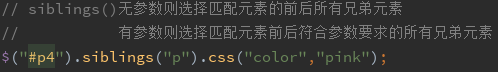 // siblings()无参数则选择匹配元素的前后所有兄弟元素
//           有参数则选择匹配元素前后符合参数要求的所有兄弟元素
$("#p4").siblings("p").css("color","pink");